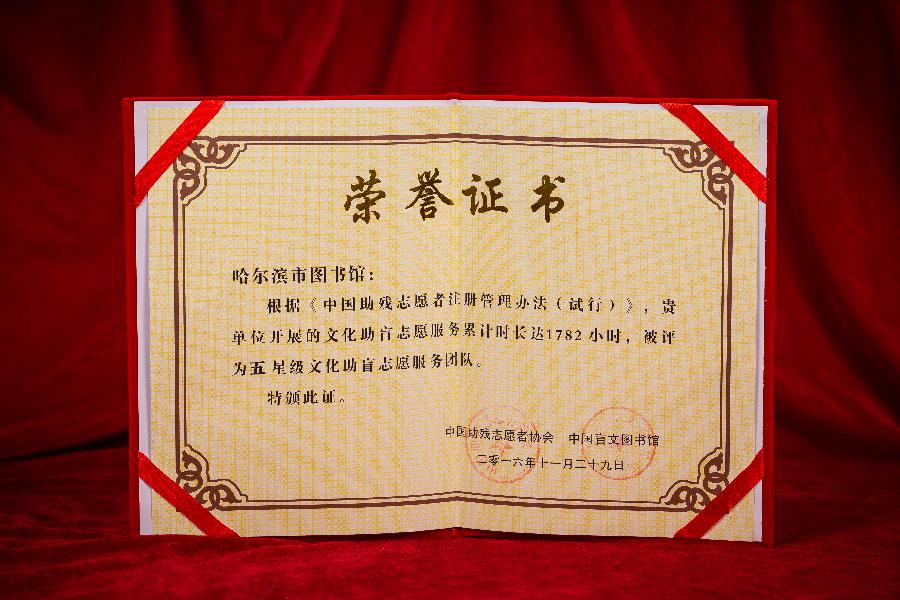 荣誉证书
哈尔滨市图书馆：
根据《中国助残志愿者注册管理办法（试行）》，贵
单位开展的文化助盲志愿服务累计时长达1782小时，被评
为五星级文化助盲志愿服务团队。
特颁此证。
中国助残志愿者协会 中国盲文图书馆
二零一六年十一月二十九日